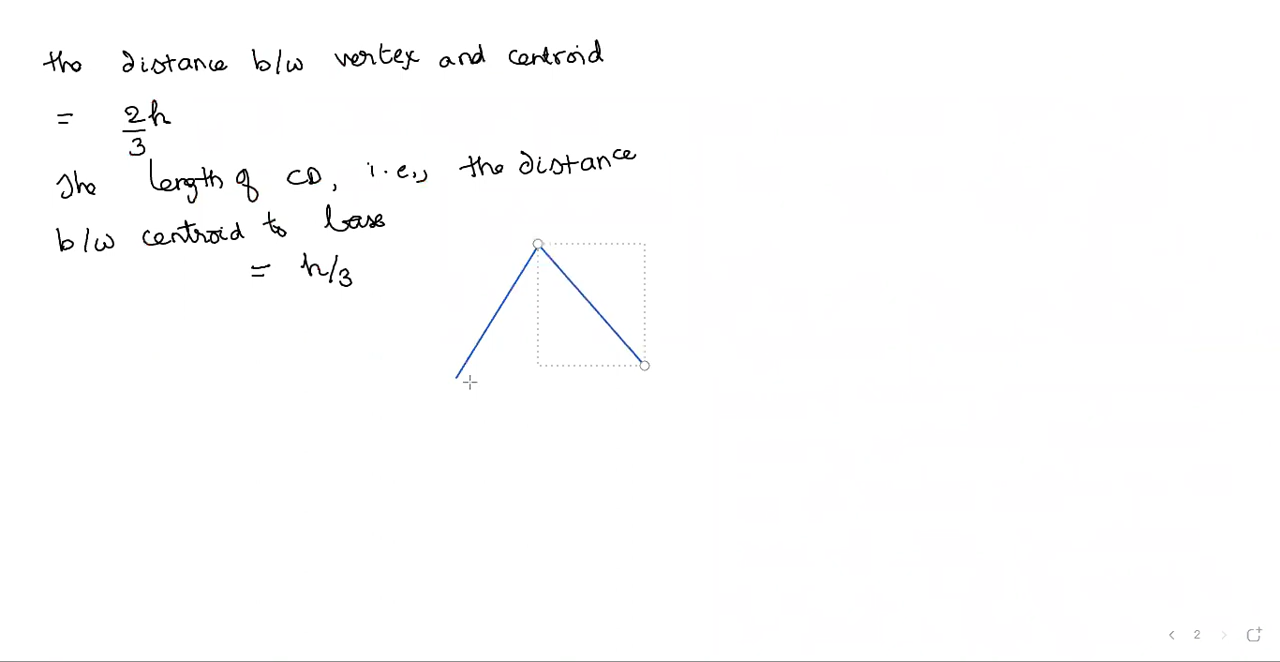 the distance b/w vertex and centroid
= 2h/3
The length of CD, i.e., the distance
b/w centroid to base
= h/3
< 2 >